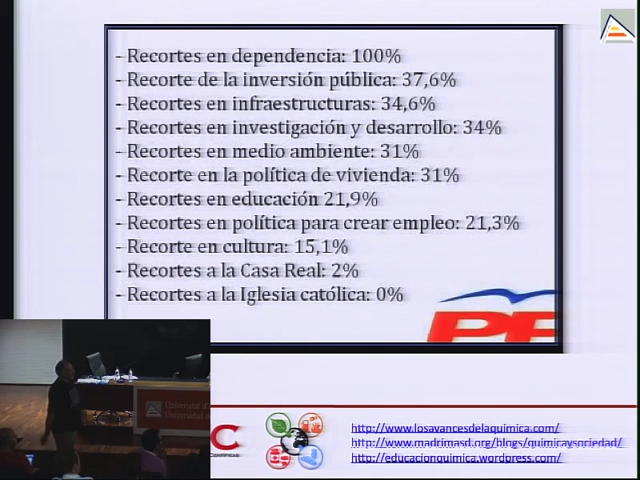 - Recortes en dependencia: 100%
- Recorte de la inversión pública: 37,6%
- Recortes en infraestructuras: 34,6%
- Recortes en investigación y desarrollo: 34%
- Recortes en medio ambiente: 31%
- Recorte en la política de vivienda: 31%
- Recortes en educación 21,9%
- Recortes en política para crear empleo: 21,3%
- Recorte en cultura: 15,1%
- Recortes a la Casa Real: 2%
- Recortes a la Iglesia católica: 0%
PP
C
http://www.losavancesdelaquimica.com/
http://www.madrimasd.org/blogs/quimicaysociedad/
http://educacionquimica.wordpress.com/